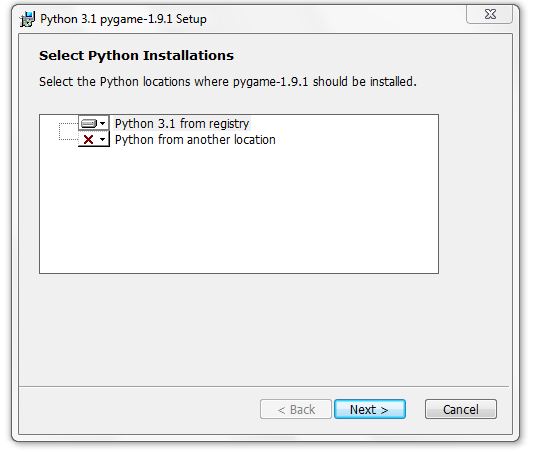 Python 3.1 pygame-1.9.1 Setup
Select Python Installations
Select the Python locations where pygame-1.9.1 should be installed.
Python 3.1 from registry
Python from another location
< Back
Next >
Cancel